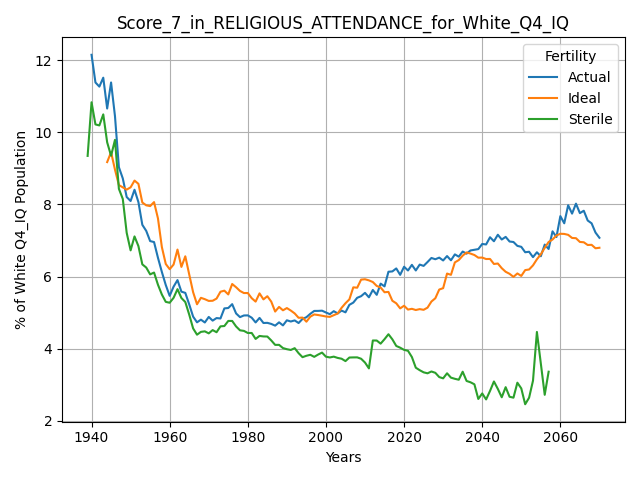 Score_7_in_RELIGIOUS_ATTENDANCE_for_White_Q4_IQ
Fertility
Actual
Ideal
Sterile
% of White Q4_IQ Population
12
10
8
6
4
2
1940 1960 1980 2000 2020 2040 2060
Years